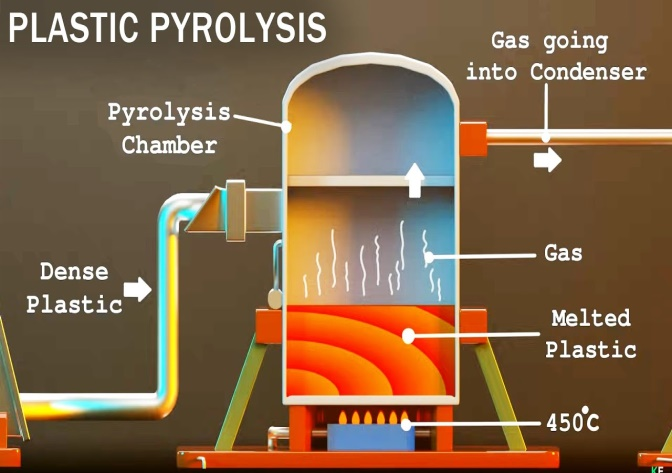 PLASTIC PYROLYSIS
Gas going
into Condenser
Pyrolysis
Chamber
Gas
Dense
Plastic
Melted
Plastic
450°C